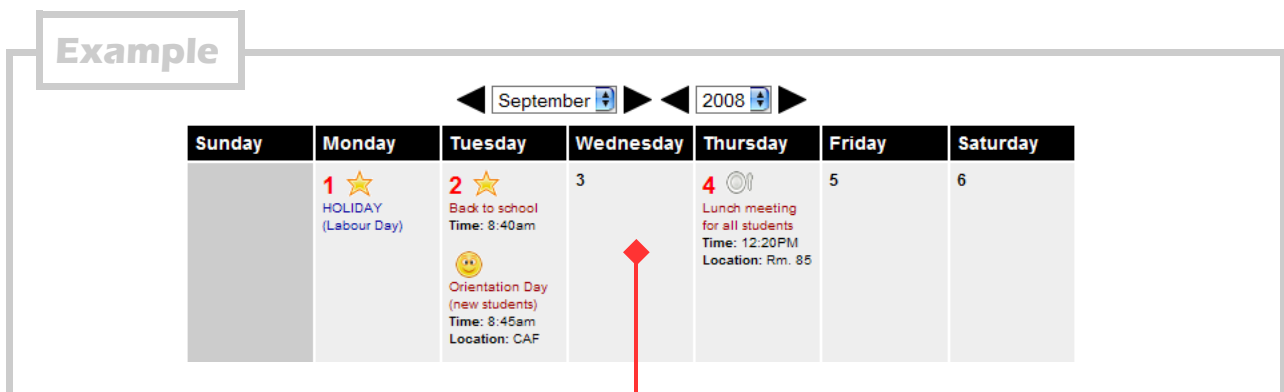 Example
September 2008
Sunday Monday Tuesday Wednesday Thursday Friday Saturday
1
HOLIDAY
(Labour Day)
2
Back to school
Time: 8:40am
Orientation Day
(new students)
Time: 8:45am
Location: CAF
3
4
Lunch meeting
for all students
Time: 12:20PM
Location: Rm. 85
5
6